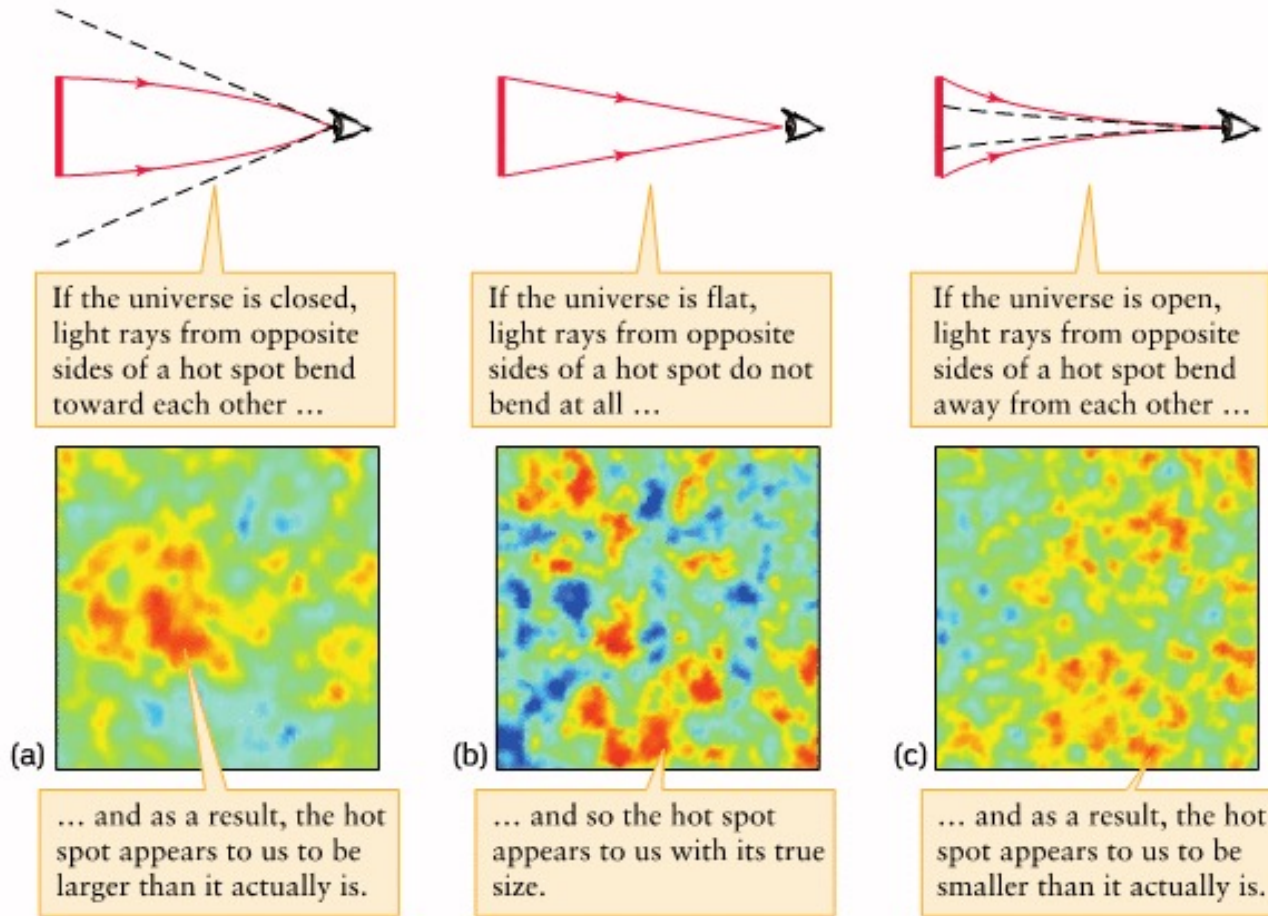 If the universe is closed,
light rays from opposite
sides of a hot spot bend
toward each other ...
If the universe is flat,
light rays from opposite
sides of a hot spot do not
bend at all ...
If the universe is open,
light rays from opposite
sides of a hot spot bend
away from each other ...
(a)
(b)
(c)
... and as a result, the hot
spot appears to us to be
larger than it actually is.
... and so the hot spot
appears to us with its true
size.
... and as a result, the hot
spot appears to us to be
smaller than it actually is.